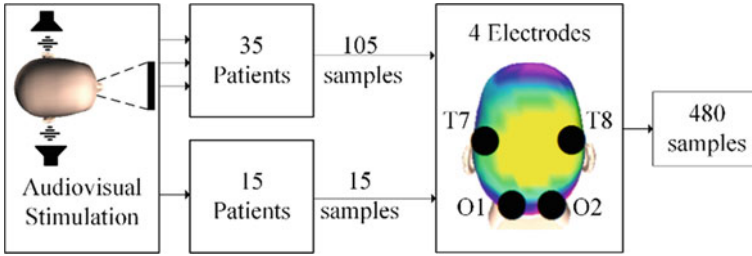 Audiovisual
Stimulation
35
Patients
105
samples
15
Patients
15
samples
4 Electrodes
T7
T8
O1
O2
480
samples